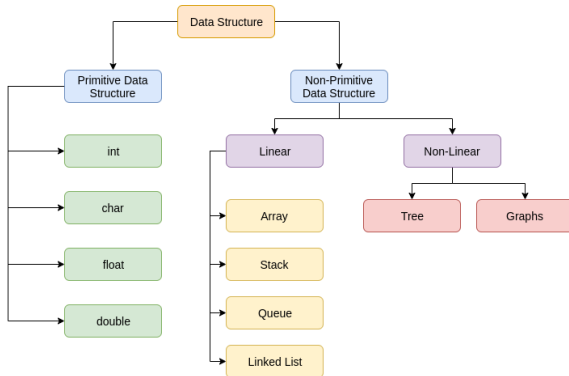 Data Structure
Primitive Data
Structure
Non-Primitive
Data Structure
int
Linear
Non-Linear
char
Array
Tree
Graphs
float
Stack
double
Queue
Linked List